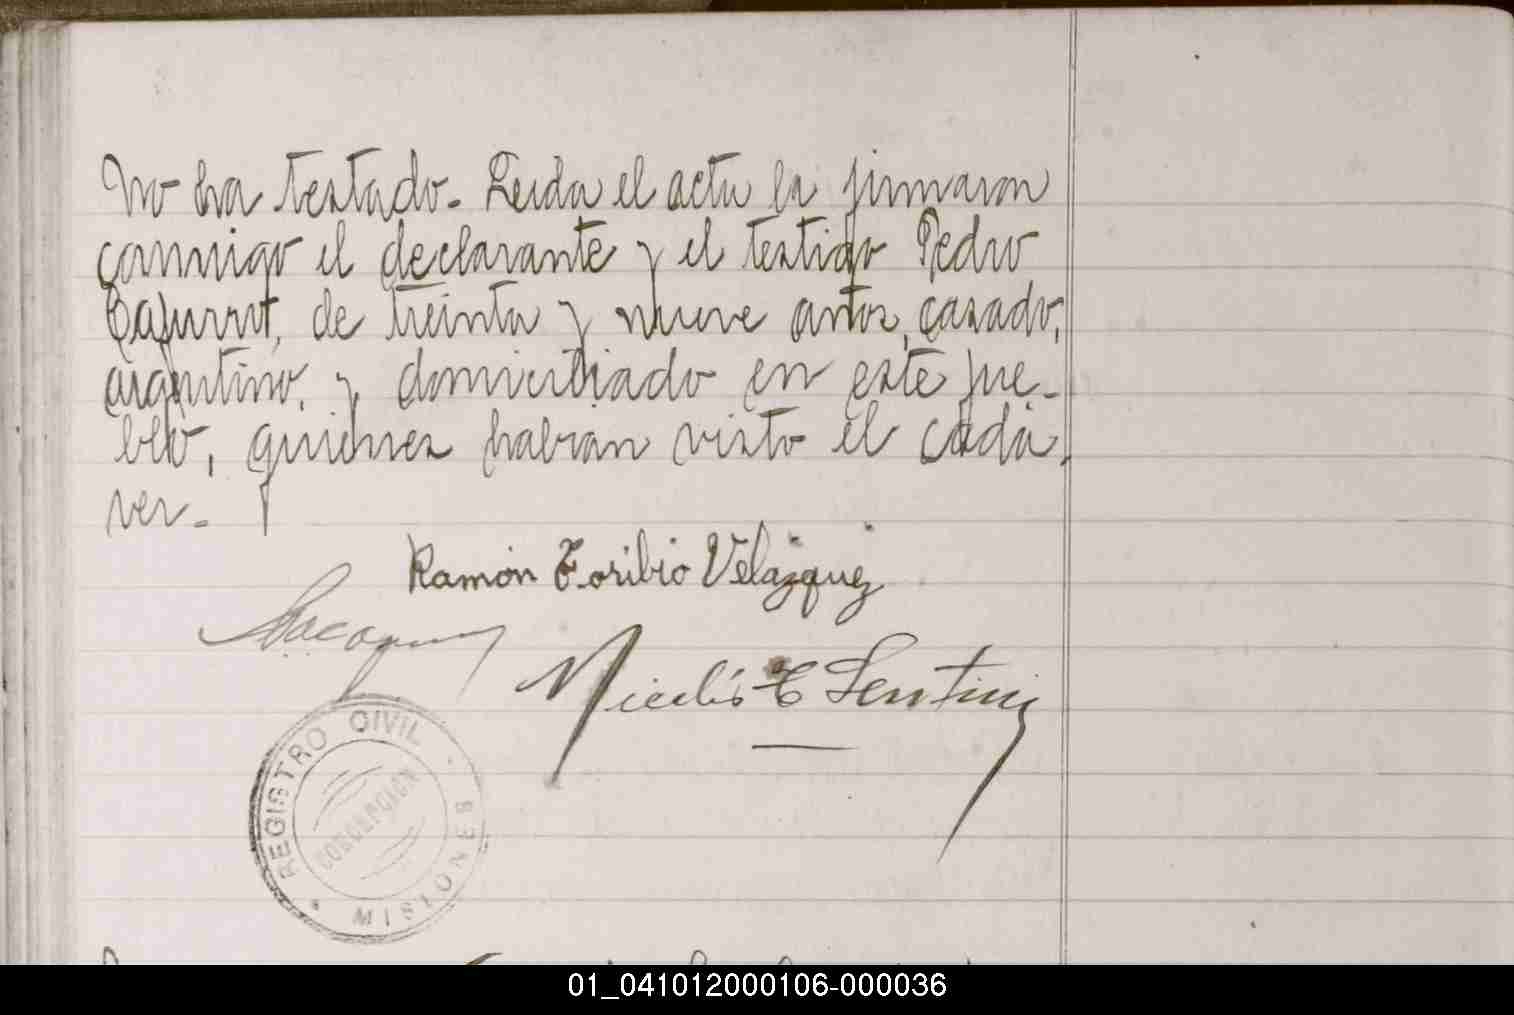 No ha testado. Leida el acta la firmaron
conmigo el declarante y el testigo Pedro
de treinta y nueve años, casado,
argentino, y domiciliado en este pue-
blo, quienes habian visto el cadá-
ver.-
Ramón Toribio Velázquez
REGISTRO CIVIL
CONCEPCION
MISIONES
01_041012000106-000036